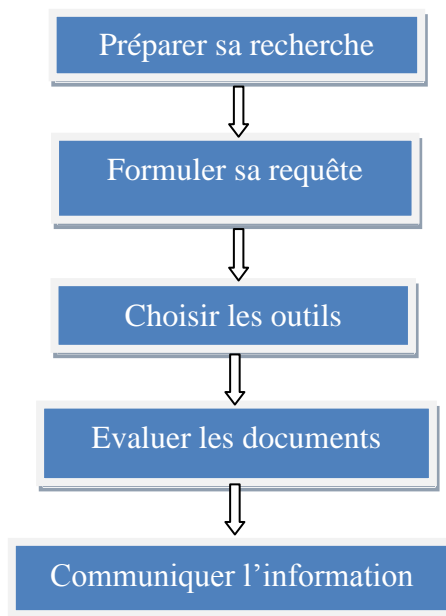 Préparer sa recherche
Formuler sa requête
Choisir les outils
Evaluer les documents
Communiquer l’information